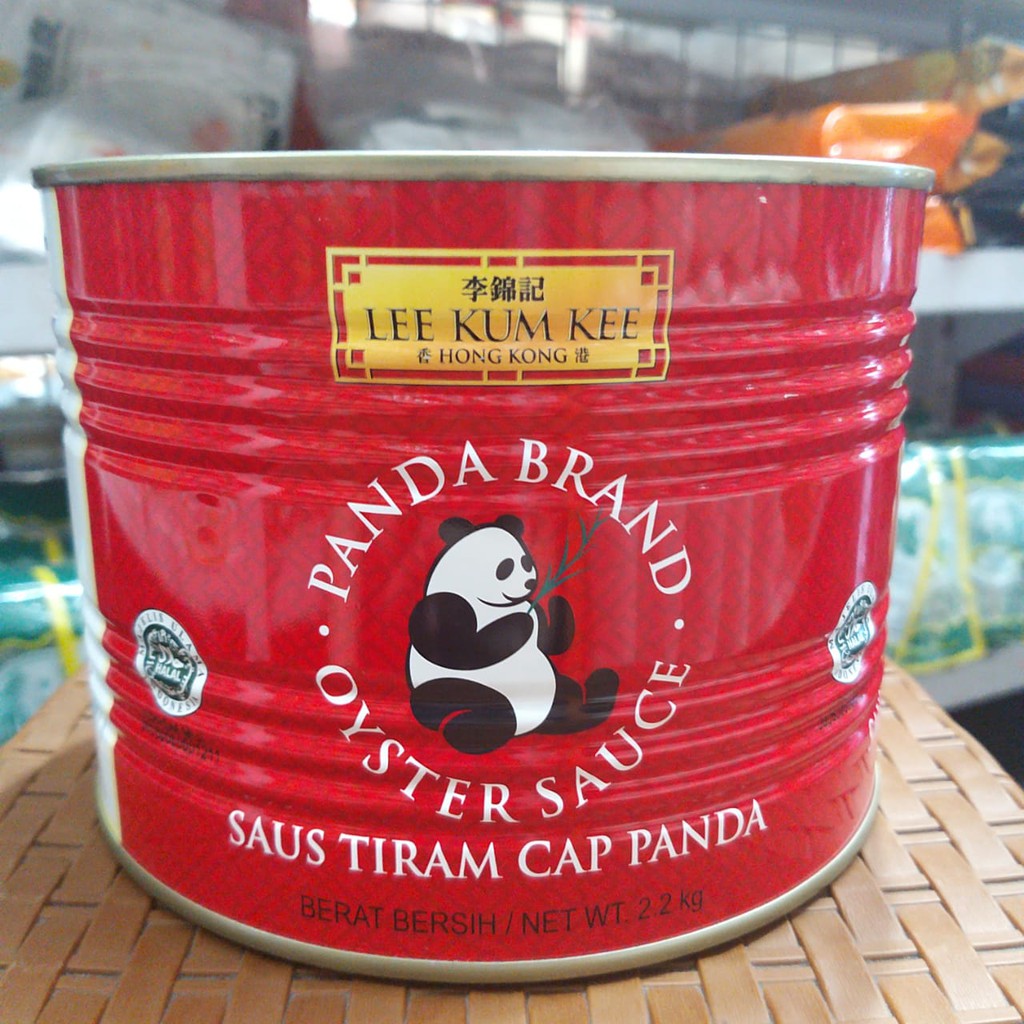 李錦記
LEE KUM KEE
香 HONG KONG 港
PANDA BRAND
OYSTER SAUCE
SAUS TIRAM CAP PANDA
BERAT BERSIH / NET WT. 2.2 kg